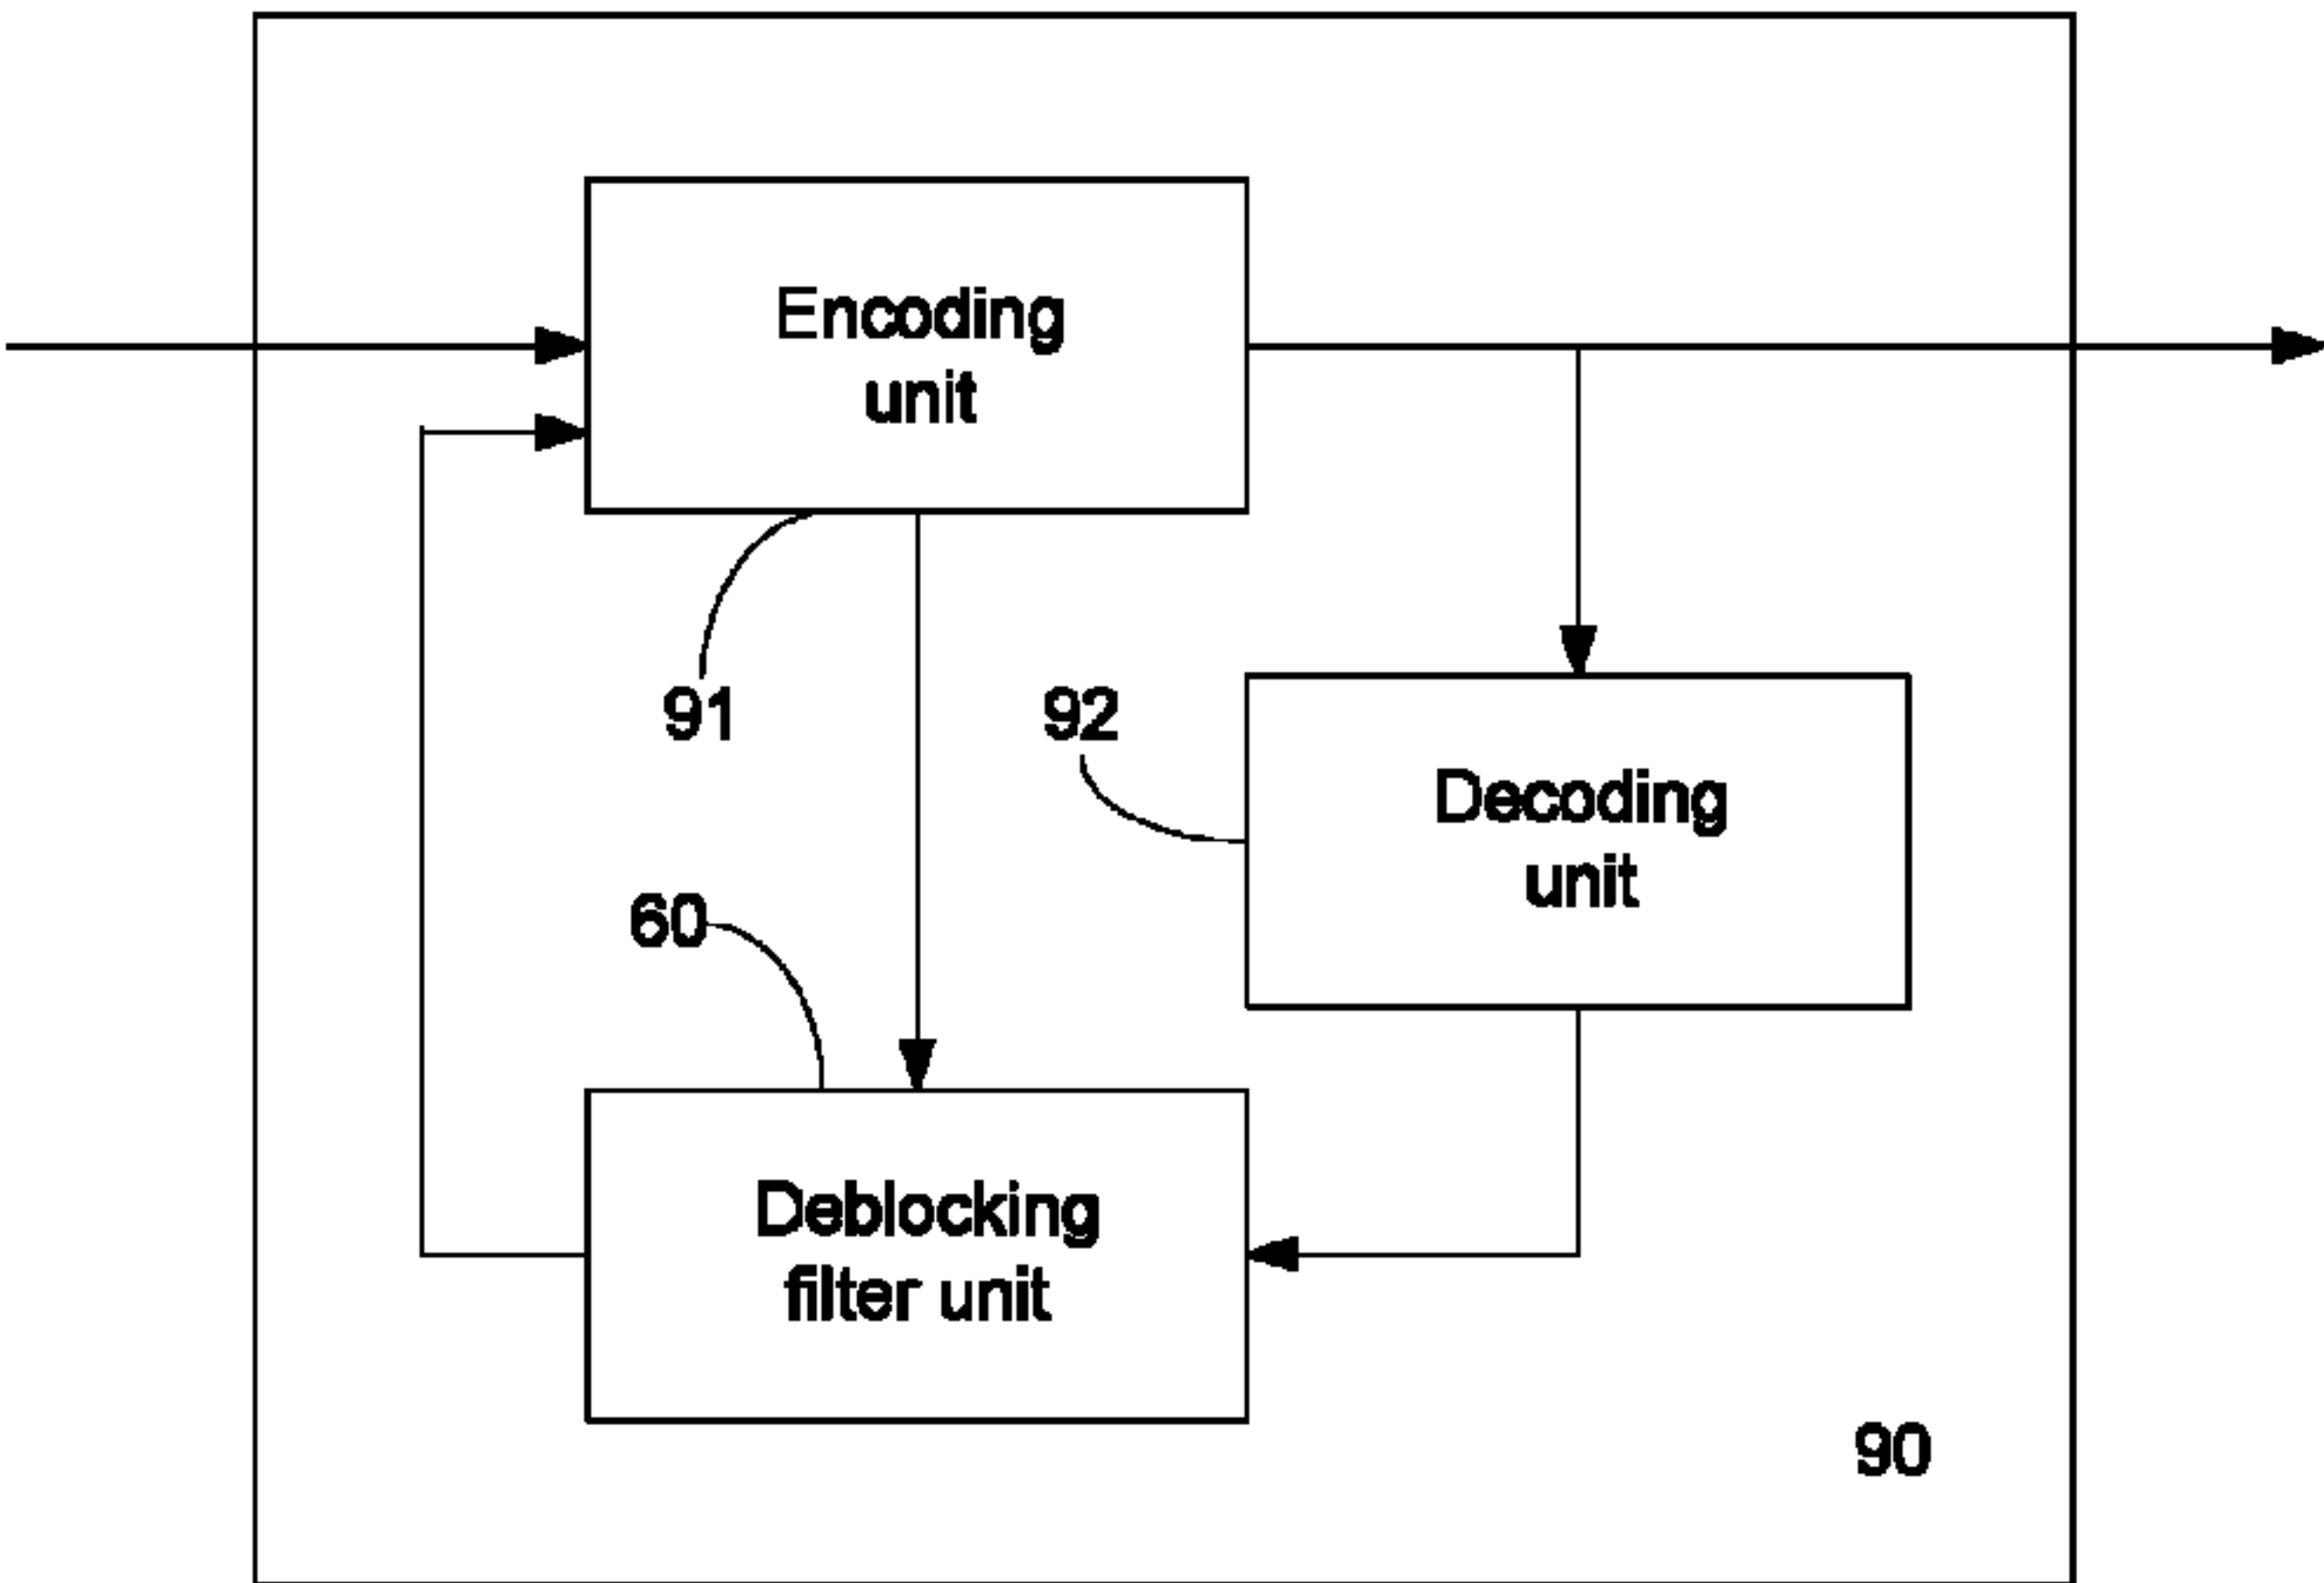 Encoding
unit
91
92
Decoding
unit
60
Deblocking
filter unit
90